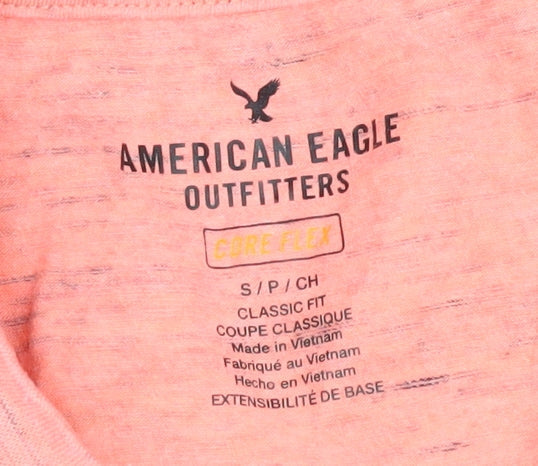 AMERICAN EAGLE
OUTFITTERS
CORE FLEX
S / P / CH
CLASSIC FIT
COUPE CLASSIQUE
Made in Vietnam
Fabriqué au Vietnam
Hecho en Vietnam
EXTENSIBILITÉ DE BASE